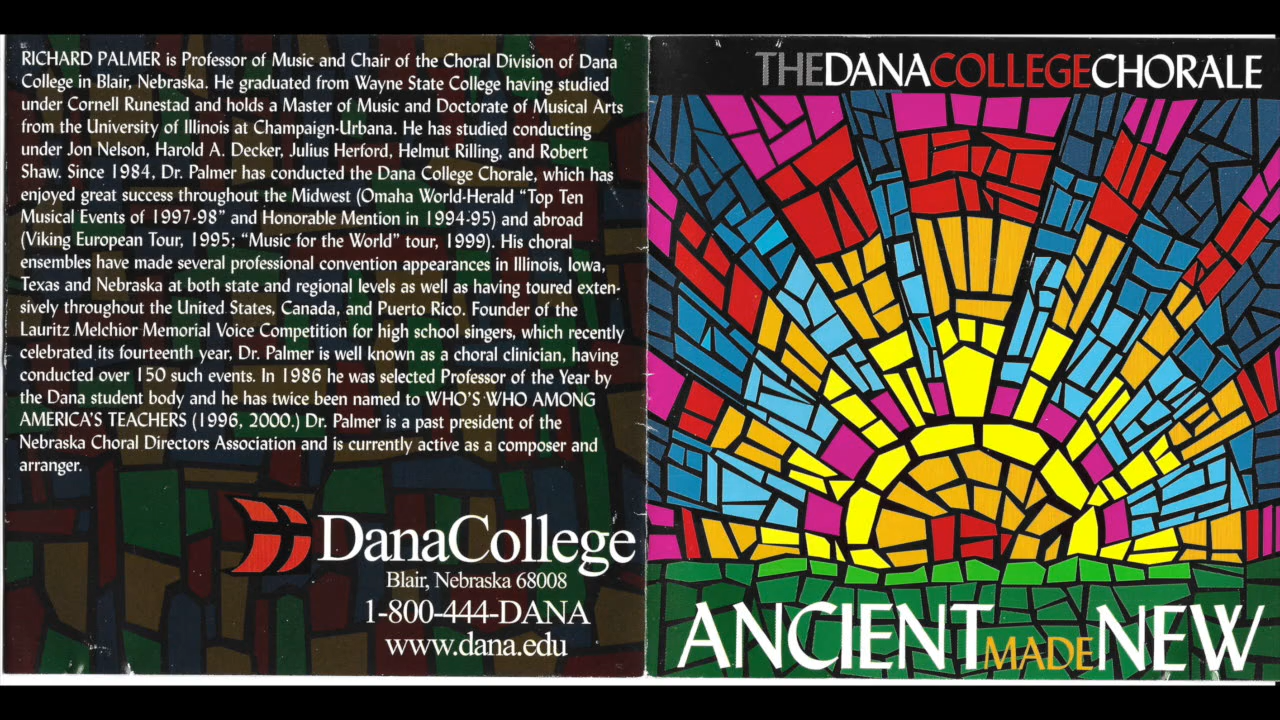 RICHARD PALMER is Professor of Music and Chair of the Choral Division of Dana
College in Blair, Nebraska. He graduated from Wayne State College having studied
under Cornell Runestad and holds a Master of Music and Doctorate of Musical Arts
from the University of Illinois at Champaign-Urbana. He has studied conducting
under Jon Nelson, Harold A. Decker, Julius Herford, Helmut Rilling, and Robert
Shaw. Since 1984, Dr. Palmer has conducted the Dana College Chorale, which has
enjoyed great success throughout the Midwest (Omaha World-Herald “Top Ten
Musical Events of 1997-98” and Honorable Mention in 1994-95) and abroad
(Viking European Tour, 1995; “Music for the World” tour, 1999). His choral
ensembles have made several professional convention appearances in Illinois, Iowa,
Texas and Nebraska at both state and regional levels as well as having toured exten-
sively throughout the United States, Canada, and Puerto Rico. Founder of the
Lauritz Melchior Memorial Voice Competition for high school singers, which recently
celebrated its fourteenth year, Dr. Palmer is well known as a choral clinician, having
conducted over 150 such events. In 1986 he was selected Professor of the Year by
the Dana student body and he has twice been named to WHO'S WHO AMONG
AMERICA'S TEACHERS (1996, 2000.) Dr. Palmer is a past president of the
Nebraska Choral Directors Association and is currently active as a composer and
arranger.
DanaCollege
Blair, Nebraska 68008
1-800-444-DANA
www.dana.edu
THEDANACOLLEGECHORALE
ANCIENTMADENEW